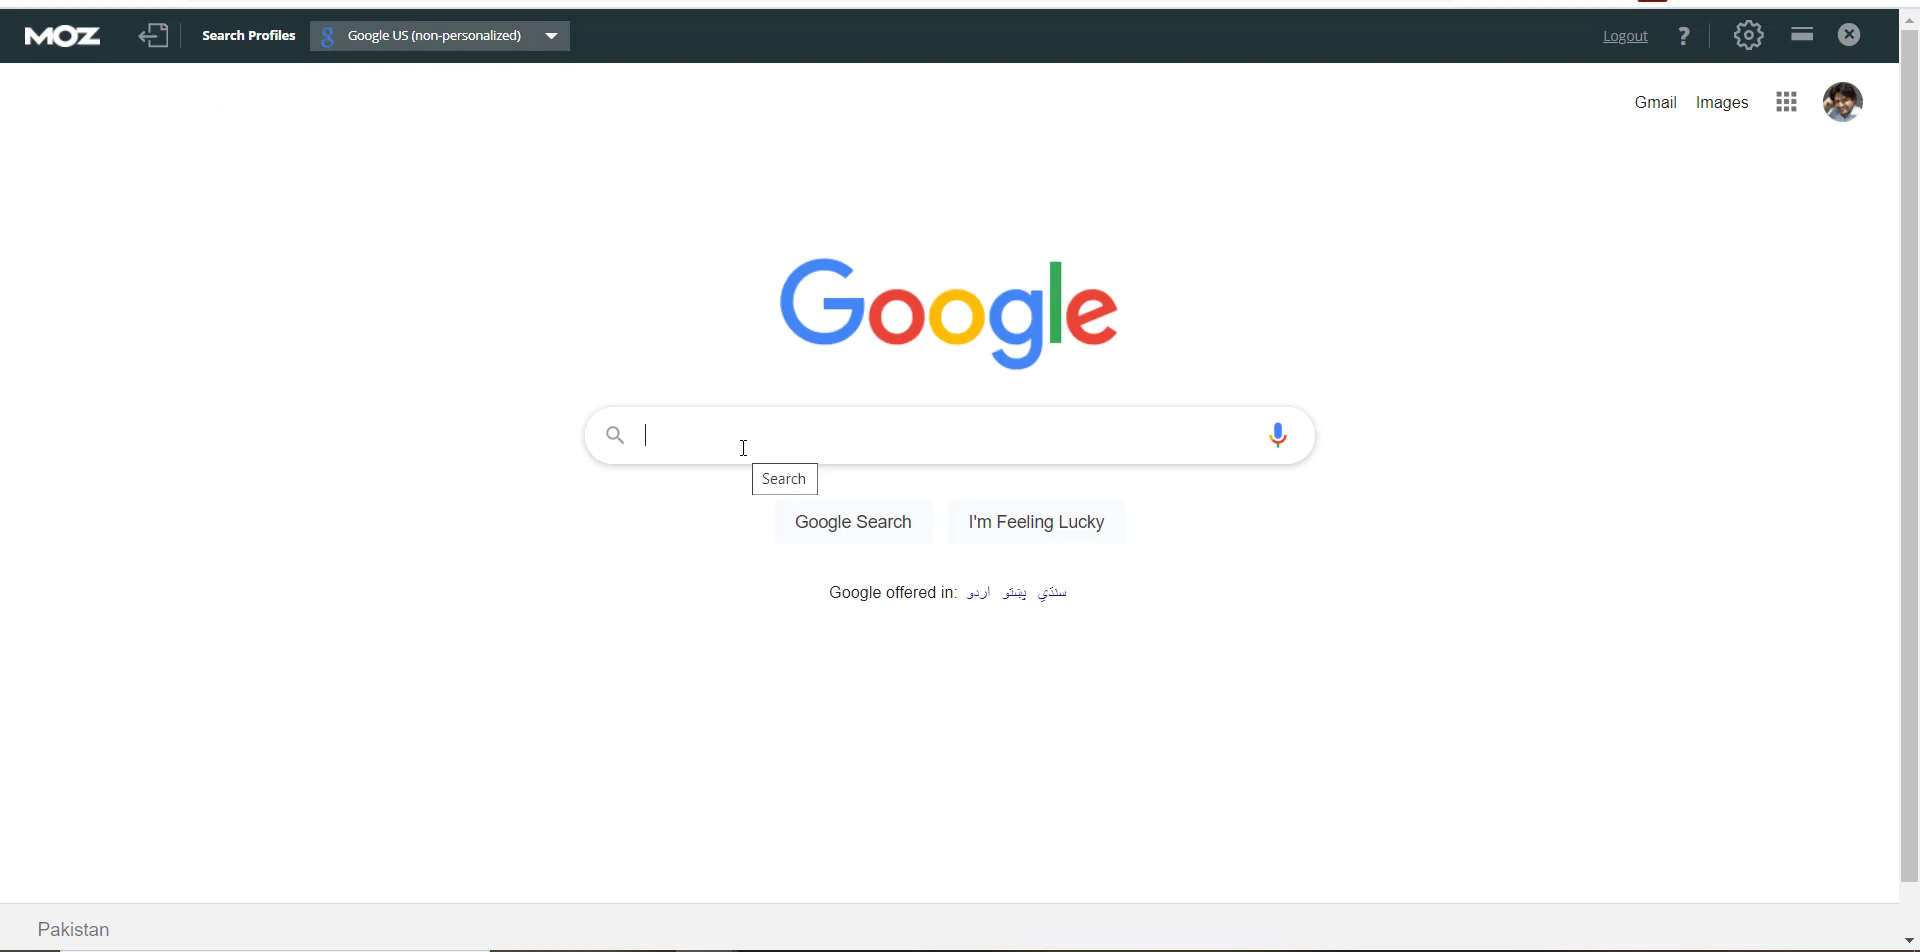 MOZ Search Profiles Google US (non-personalized) Logout ?
Gmail Images
Google
Search
Google Search I'm Feeling Lucky
Google offered in: اردو پښتو سنڌي
Pakistan